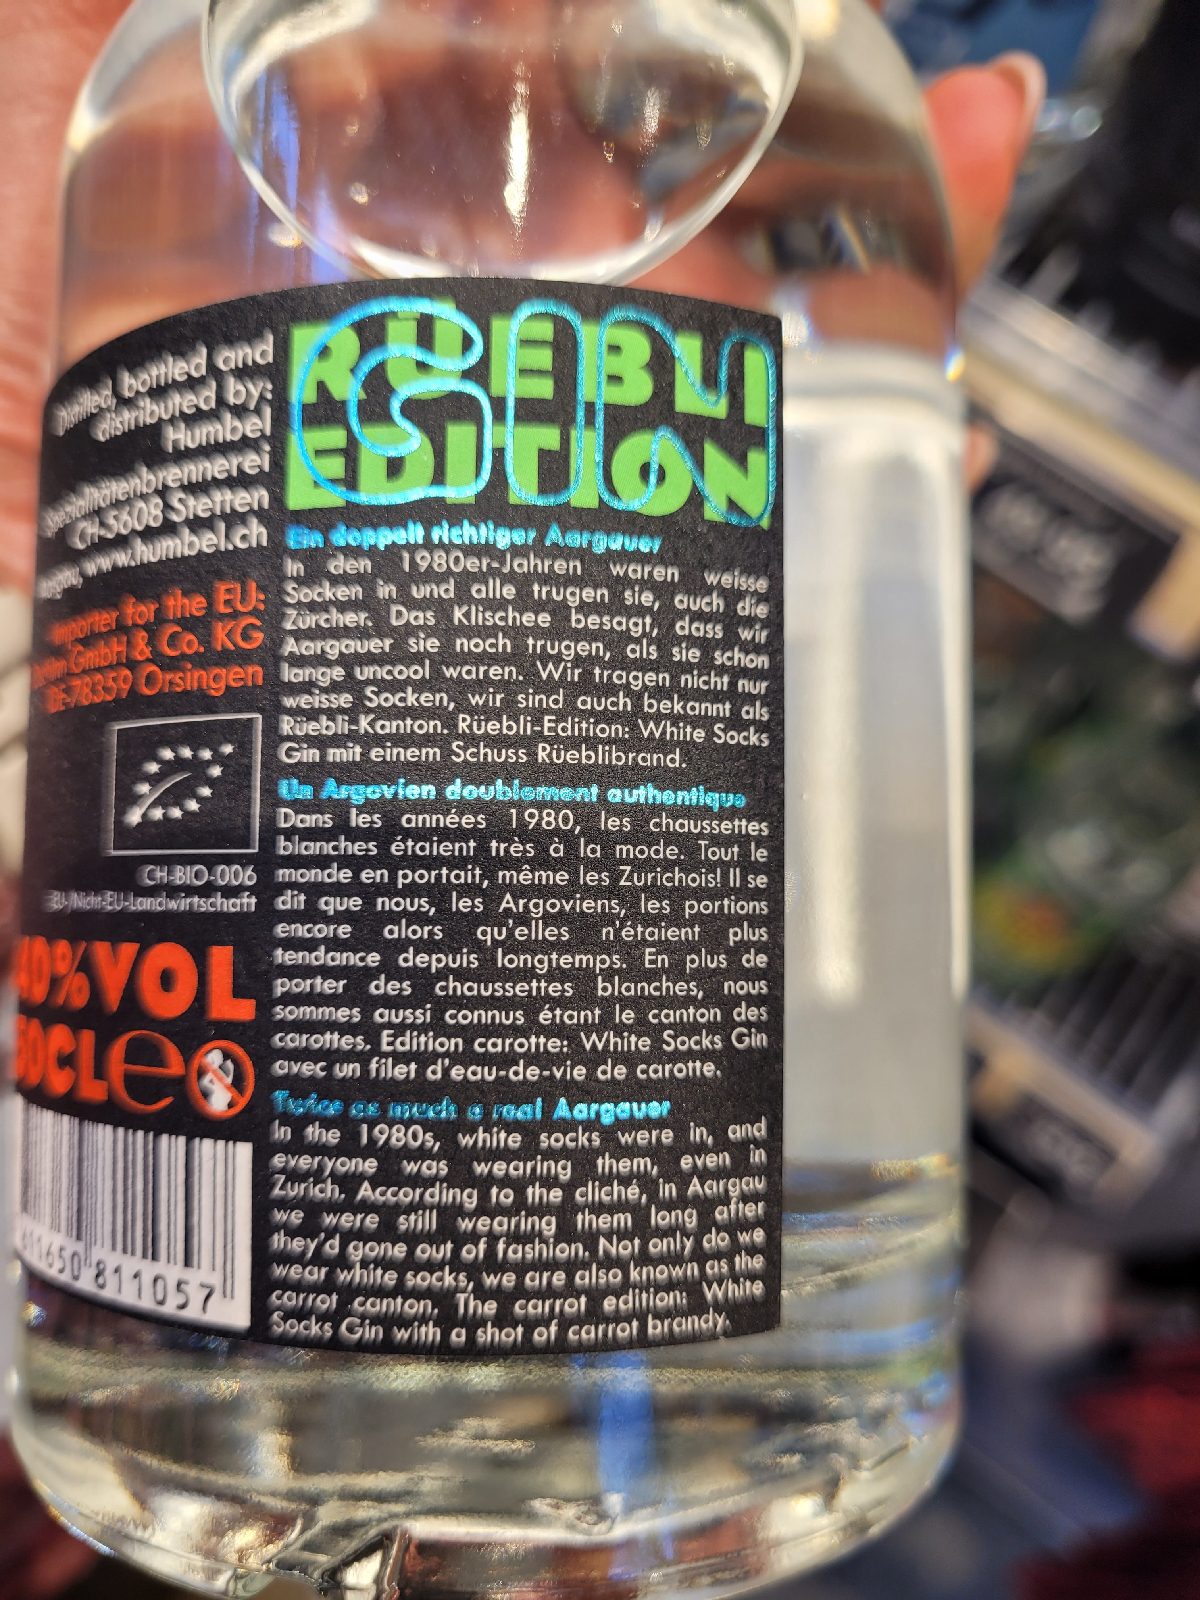 Distilled, bottled and
distributed by:
Humbel
Spezialitätenbrennerei
CH-5608 Stetten
www.humbel.ch
Importer for the EU:
GmbH & Co. KG
DE-78359 Orsingen
CH-BIO-006
EU-/Nicht-EU-Landwirtschaft
40%VOL
50CL e
811057
RÜEBLI
EDITION
GIN
Ein doppelt richtiger Aargauer
In den 1980er-Jahren waren weisse
Socken in und alle trugen sie, auch die
Zürcher. Das Klischee besagt, dass wir
Aargauer sie noch trugen, als sie schon
lange uncool waren. Wir tragen nicht nur
weisse Socken, wir sind auch bekannt als
Rüebli-Kanton. Rüebli-Edition: White Socks
Gin mit einem Schuss Rüeblibrand.
Un Argovien doublement authentique
Dans les années 1980, les chaussettes
blanches étaient très à la mode. Tout le
monde en portait, même les Zurichois! Il se
dit que nous, les Argoviens, les portions
encore alors qu'elles n'étaient plus
tendance depuis longtemps. En plus de
porter des chaussettes blanches, nous
sommes aussi connus étant le canton des
carottes. Edition carotte: White Socks Gin
avec un filet d'eau-de-vie de carotte.
Twice as much a real Aargauer
In the 1980s, white socks were in, and
everyone was wearing them, even in
Zurich. According to the cliché, in Aargau
we were still wearing them long after
they'd gone out of fashion. Not only do we
wear white socks, we are also known as the
carrot canton. The carrot edition: White
Socks Gin with a shot of carrot brandy.